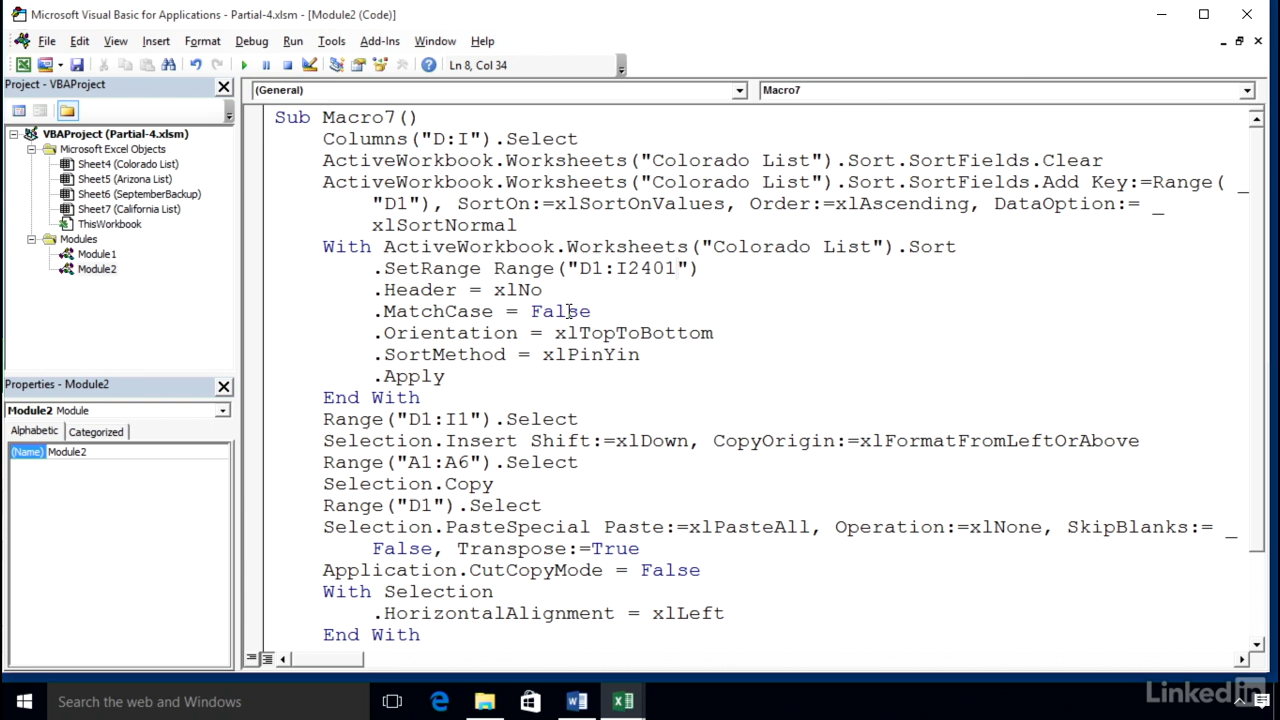 Microsoft Visual Basic for Applications - Partial-4.xlsm - [Module2 (Code)]
File Edit View Insert Format Debug Run Tools Add-Ins Window Help
Ln 8, Col 34
Project - VBAProject
VBAProject (Partial-4.xlsm)
Microsoft Excel Objects
Sheet4 (Colorado List)
Sheet5 (Arizona List)
Sheet6 (SeptemberBackup)
Sheet7 (California List)
ThisWorkbook
Modules
Module1
Module2
Properties - Module2
Module2 Module
Alphabetic Categorized
(Name) Module2
(General) Macro7
Sub Macro7()
Columns("D:I").Select
ActiveWorkbook.Worksheets("Colorado List").Sort.SortFields.Clear
ActiveWorkbook.Worksheets("Colorado List").Sort.SortFields.Add Key:=Range( _
"D1"), SortOn:=xlSortOnValues, Order:=xlAscending, DataOption:= _
xlSortNormal
With ActiveWorkbook.Worksheets("Colorado List").Sort
.SetRange Range("D1:I2401")
.Header = xlNo
.MatchCase = False
.Orientation = xlTopToBottom
.SortMethod = xlPinYin
.Apply
End With
Range("D1:I1").Select
Selection.Insert Shift:=xlDown, CopyOrigin:=xlFormatFromLeftOrAbove
Range("A1:A6").Select
Selection.Copy
Range("D1").Select
Selection.PasteSpecial Paste:=xlPasteAll, Operation:=xlNone, SkipBlanks:= _
False, Transpose:=True
Application.CutCopyMode = False
With Selection
.HorizontalAlignment = xlLeft
End With
Search the web and Windows
LinkedIn